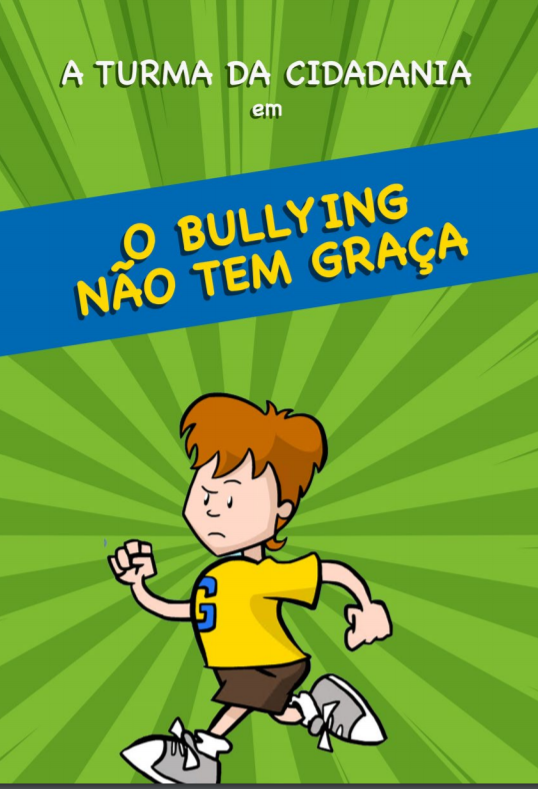 A TURMA DA CIDADANIA
em
O BULLYING
NÃO TEM GRAÇA
G